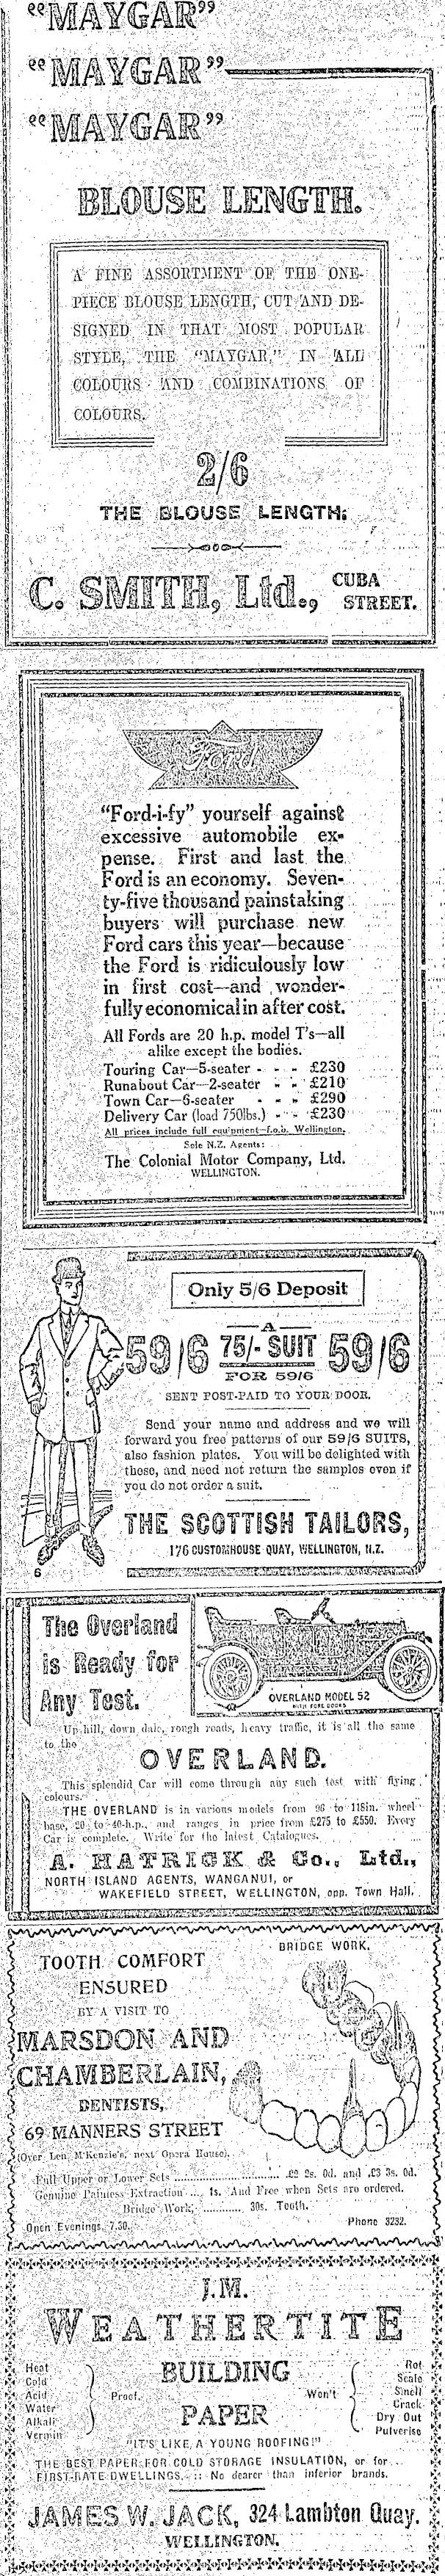 "MAYGAR"
"MAYGAR"
"MAYGAR"
BLOUSE LENGTH.
A FINE ASSORTMENT OF THE ONE-
PIECE BLOUSE LENGTH, CUT AND DE-
SIGNED IN THAT MOST POPULAR
STYLE, THE "MAYGAR," IN ALL
COLOURS AND COMBINATIONS OF
COLOURS.
2/6
THE BLOUSE LENGTH;
C. SMITH, Ltd., CUBA
STREET.
Ford
"Ford-i-fy" yourself against
excessive automobile ex-
pense. First and last the
Ford is an economy. Seven-
ty-five thousand painstaking
buyers will purchase new
Ford cars this year—because
the Ford is ridiculously low
in first cost—and wonder-
fully economical in after cost.
All Fords are 20 h.p. model T's—all
alike except the bodies.
Touring Car—5-seater - - - £230
Runabout Car—2-seater - - - £210
Town Car—6-seater - - - £290
Delivery Car (load 750lbs.) - - £230
All prices include full equipment—f.o.b. Wellington.
Sole N.Z. Agents:
The Colonial Motor Company, Ltd.
WELLINGTON.
Only 5/6 Deposit
59/6 A 75/- SUIT 59/6
FOR 59/6
SENT POST-PAID TO YOUR DOOR.
Send your name and address and we will
forward you free patterns of our 59/6 SUITS,
also fashion plates. You will be delighted with
these, and need not return the samples even if
you do not order a suit.
THE SCOTTISH TAILORS,
176 CUSTOMHOUSE QUAY, WELLINGTON, N.Z.
6
The Overland
is Ready for
Any Test.
OVERLAND MODEL 52
WITH FORE DOORS
Up hill, down dale, rough roads, heavy traffic, it is all the same
to the
OVERLAND.
This splendid Car will come through any such test with flying
colours.
THE OVERLAND is in various models from 96 to 118in. wheel
base, 20 to 40-h.p., and ranges in price from £275 to £550. Every
Car is complete. Write for the latest Catalogues.
A. HATRICK & Co., Ltd.,
NORTH ISLAND AGENTS, WANGANUI, or
WAKEFIELD STREET, WELLINGTON, opp. Town Hall.
BRIDGE WORK.
TOOTH COMFORT
ENSURED
BY A VISIT TO
MARSDON AND
CHAMBERLAIN,
DENTISTS,
69 MANNERS STREET
(Over Len M'Kenzie's, next Opera House).
Full Upper or Lower Sets .......... £2 2s. 0d. and £3 3s. 0d.
Genuine Painless Extraction .... 1s. And Free when Sets are ordered.
Bridge Work, ............ 30s. Tooth.
Open Evenings, 7.30.
Phone 3232.
J.M.
WEATHERTITE
BUILDING
PAPER
Heat
Cold
Acid
Water
Alkali
Vermin
Proof.
Won't
Rot
Scale
Smell
Crack
Dry Out
Pulverise
"IT'S LIKE A YOUNG ROOFING!"
THE BEST PAPER FOR COLD STORAGE INSULATION, or for
FIRST-RATE DWELLINGS. :: No dearer than inferior brands.
JAMES W. JACK, 324 Lambton Quay.
WELLINGTON.